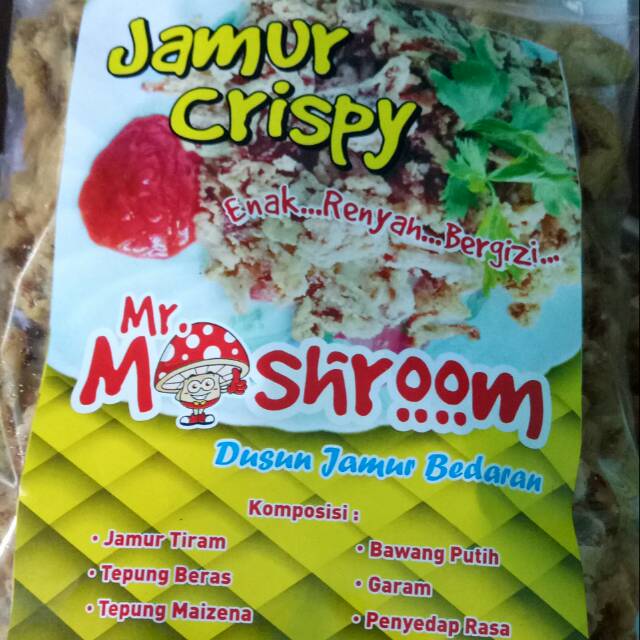 Jamur
Crispy
Enak...Renyah...Bergizi...
Mr.
Mushroom
Dusun Jamur Bedaran
Komposisi :
• Jamur Tiram
• Tepung Beras
• Tepung Maizena
• Bawang Putih
• Garam
• Penyedap Rasa